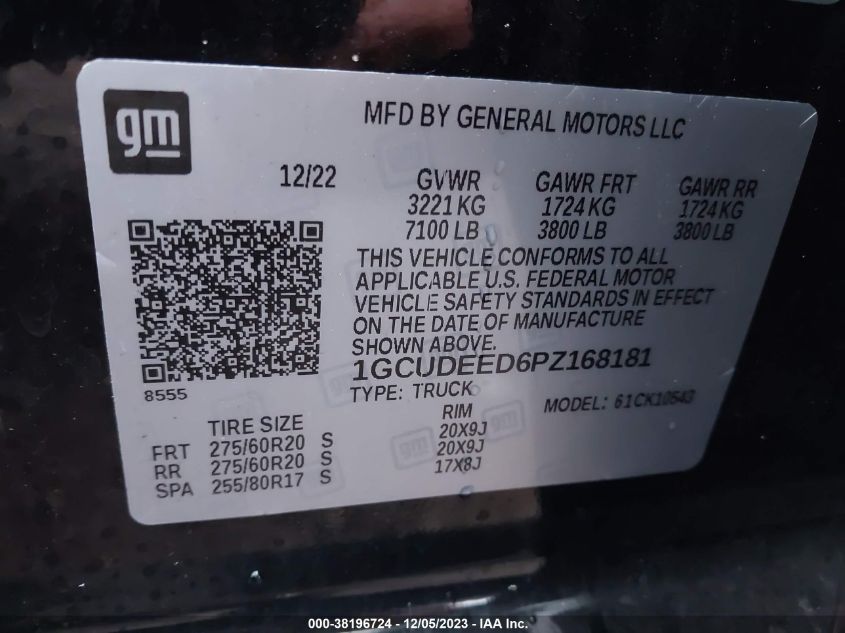 gm
MFD BY GENERAL MOTORS LLC
12/22 GVWR GAWR FRT GAWR RR
3221 KG 1724 KG 1724 KG
7100 LB 3800 LB 3800 LB
THIS VEHICLE CONFORMS TO ALL
APPLICABLE U.S. FEDERAL MOTOR
VEHICLE SAFETY STANDARDS IN EFFECT
ON THE DATE OF MANUFACTURE
SHOWN ABOVE.
1GCUDEED6PZ168181
8555 TYPE: TRUCK MODEL: 61CK10543
TIRE SIZE RIM
FRT 275/60R20 S 20X9J
RR 275/60R20 S 20X9J
SPA 255/80R17 S 17X8J
000-38196724 - 12/05/2023 - IAA Inc.